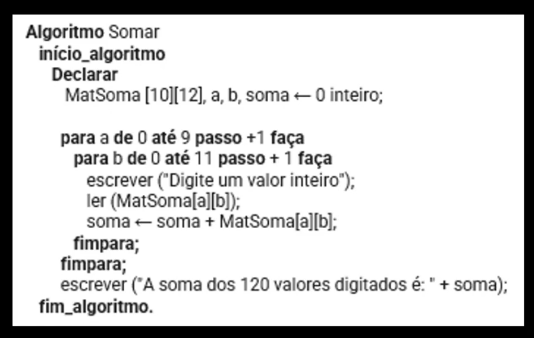 Algoritmo Somar
início_algoritmo
Declarar
MatSoma [10][12], a, b, soma ← 0 inteiro;
para a de 0 até 9 passo +1 faça
para b de 0 até 11 passo + 1 faça
escrever ("Digite um valor inteiro");
ler (MatSoma[a][b]);
soma ← soma + MatSoma[a][b];
fimpara;
fimpara;
escrever ("A soma dos 120 valores digitados é: " + soma);
fim_algoritmo.